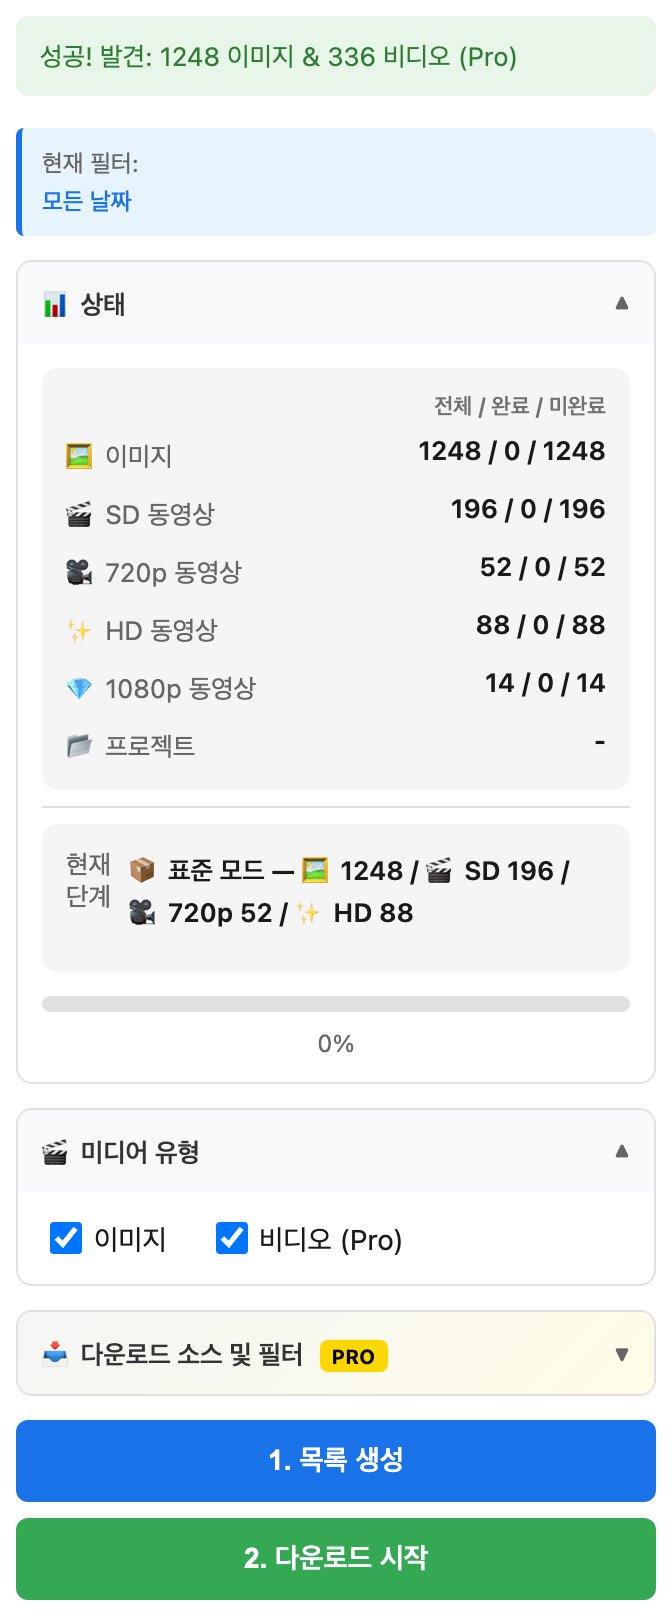 성공! 발견: 1248 이미지 & 336 비디오 (Pro)
현재 필터:
모든 날짜
상태
전체 / 완료 / 미완료
이미지 1248 / 0 / 1248
SD 동영상 196 / 0 / 196
720p 동영상 52 / 0 / 52
HD 동영상 88 / 0 / 88
1080p 동영상 14 / 0 / 14
프로젝트 -
현재 단계
표준 모드 — 1248 / SD 196 /
720p 52 / HD 88
0%
미디어 유형
이미지 비디오 (Pro)
다운로드 소스 및 필터 PRO
1. 목록 생성
2. 다운로드 시작